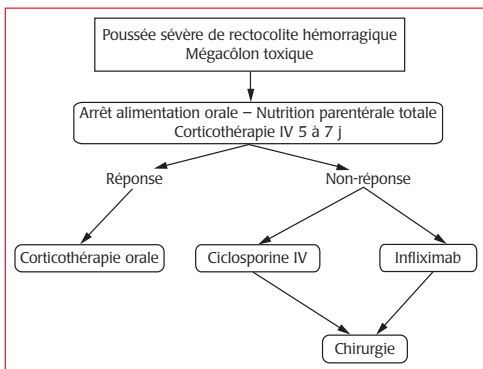 Poussée sévère de rectocolite hémorragique
Mégacôlon toxique
Arrêt alimentation orale – Nutrition parentérale totale
Corticothérapie IV 5 à 7 j
Réponse
Non-réponse
Corticothérapie orale
Ciclosporine IV
Infliximab
Chirurgie